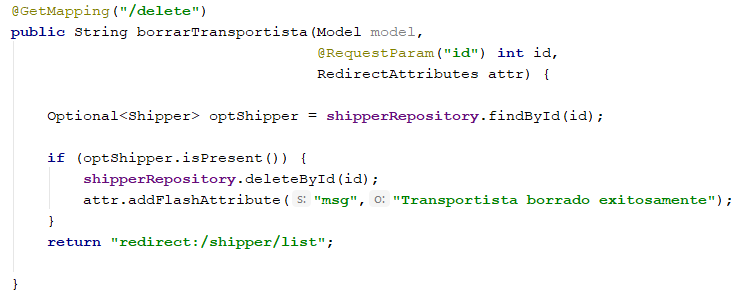 @GetMapping("/delete")
public String borrarTransportista(Model model,
                                  @RequestParam("id") int id,
                                  RedirectAttributes attr) {

    Optional<Shipper> optShipper = shipperRepository.findById(id);

    if (optShipper.isPresent()) {
        shipperRepository.deleteById(id);
        attr.addFlashAttribute( s: "msg", o: "Transportista borrado exitosamente");
    }
    return "redirect:/shipper/list";

}